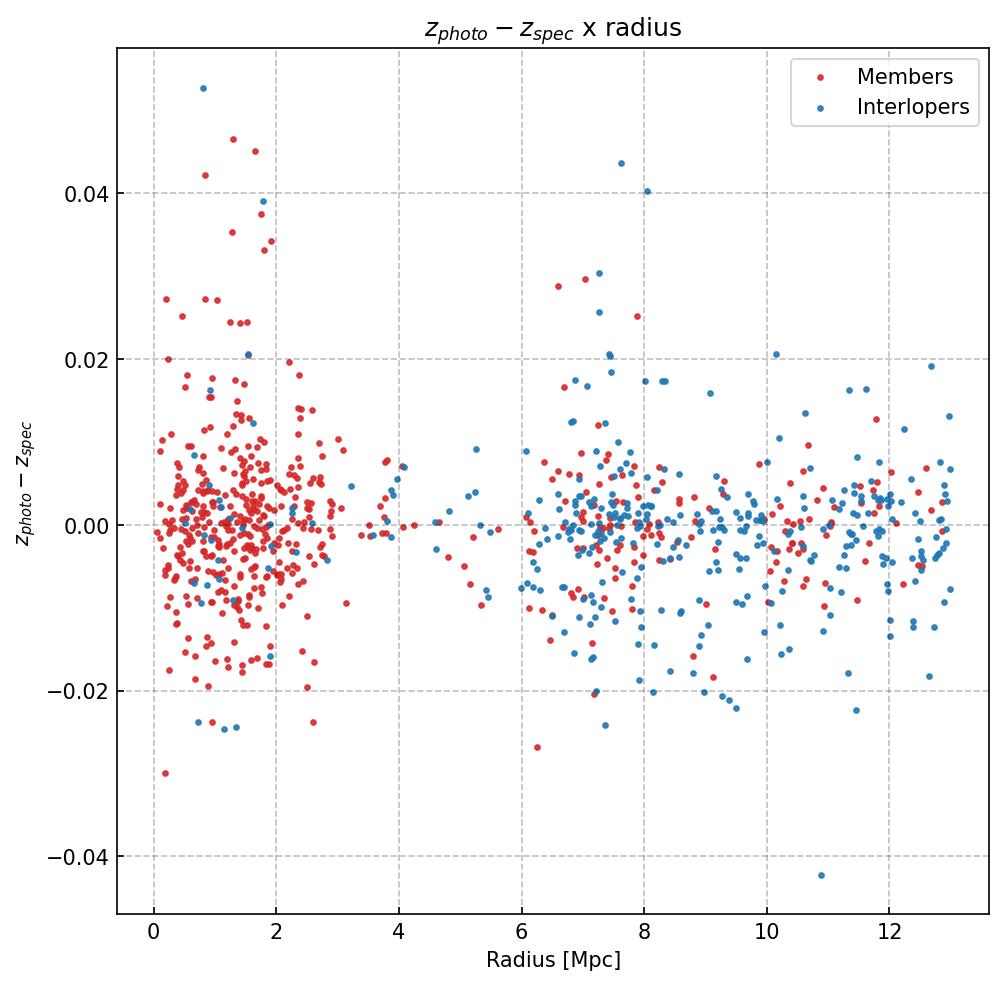 z_photo − z_spec x radius
Members
Interlopers
0.04
0.02
0.00
−0.02
−0.04
z_photo − z_spec
0 2 4 6 8 10 12
Radius [Mpc]